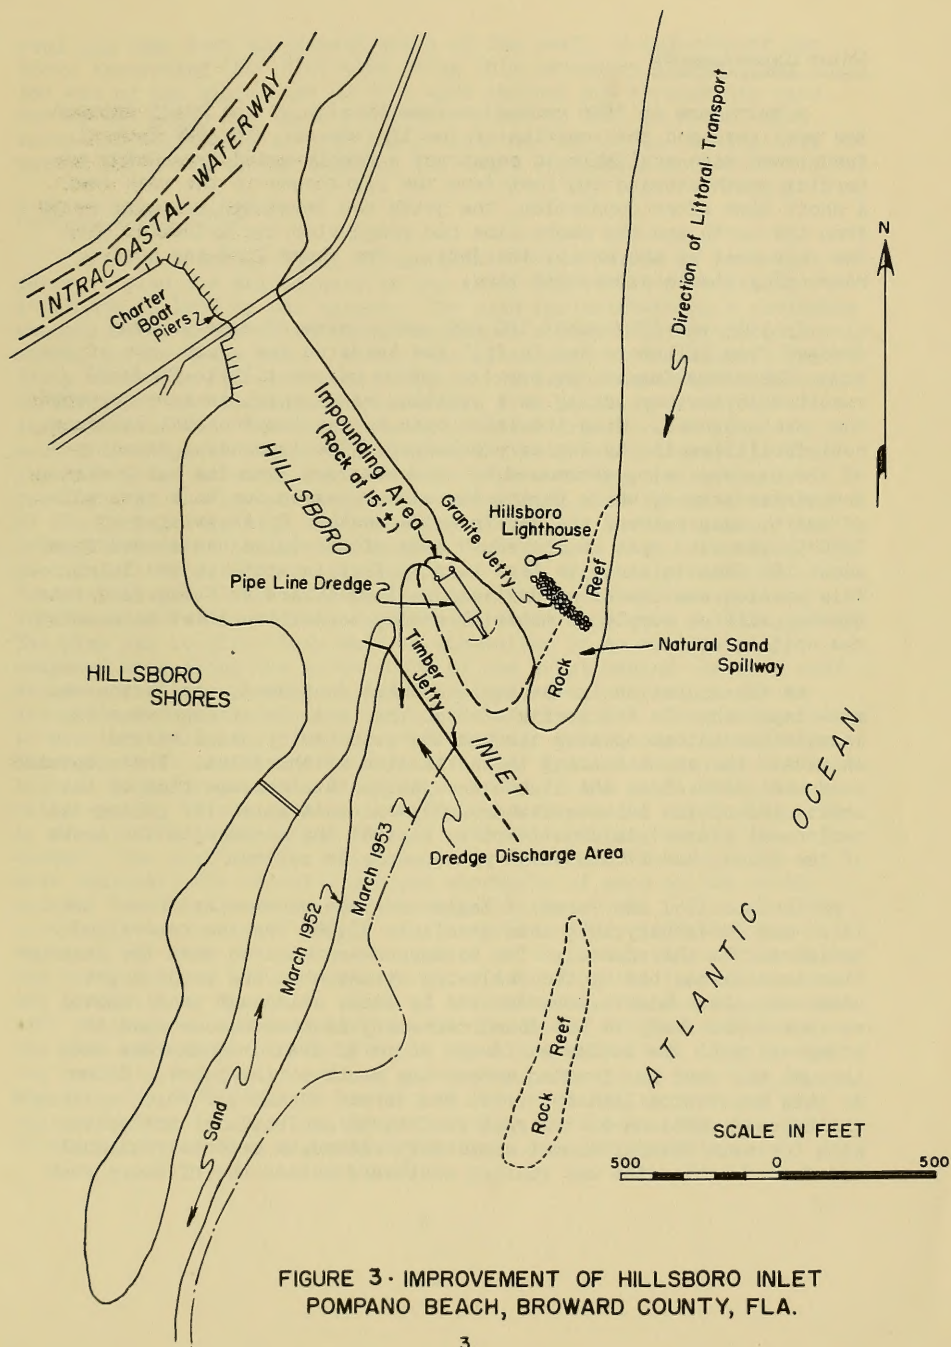 INTRACOASTAL WATERWAY
Charter
Boat
Piers
Direction of Littoral Transport
N
Impounding Area
(Rock at 15'±)
HILLSBORO
Granite Jetty
Hillsboro
Lighthouse
Reef
Rock
Pipe Line Dredge
Natural Sand
Spillway
Timber
Jetty
HILLSBORO
SHORES
INLET
Dredge Discharge Area
March 1953
March 1952
Sand
Rock Reef
ATLANTIC OCEAN
SCALE IN FEET
500 0 500
FIGURE 3. IMPROVEMENT OF HILLSBORO INLET
POMPANO BEACH, BROWARD COUNTY, FLA.
3